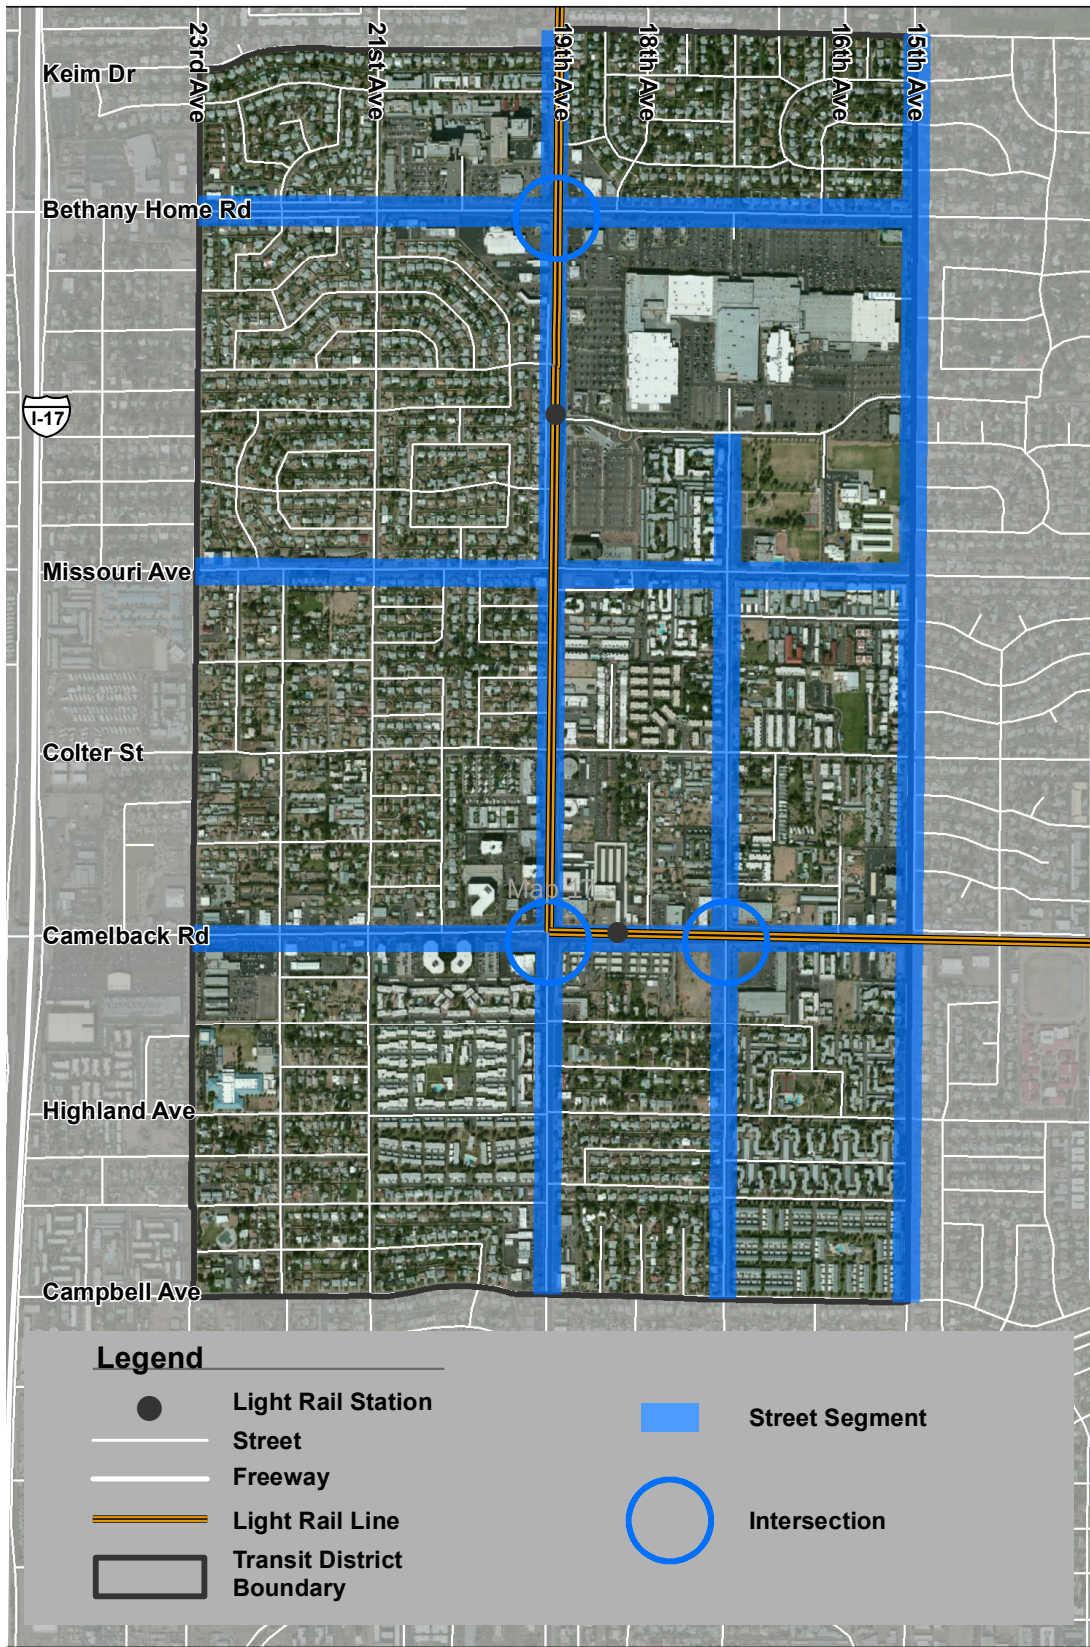 23rd Ave
21st Ave
19th Ave
18th Ave
16th Ave
15th Ave
Keim Dr
Bethany Home Rd
I-17
Missouri Ave
Colter St
Map 17
Camelback Rd
Highland Ave
Campbell Ave
Legend
Light Rail Station
Street
Freeway
Light Rail Line
Transit District
Boundary
Street Segment
Intersection